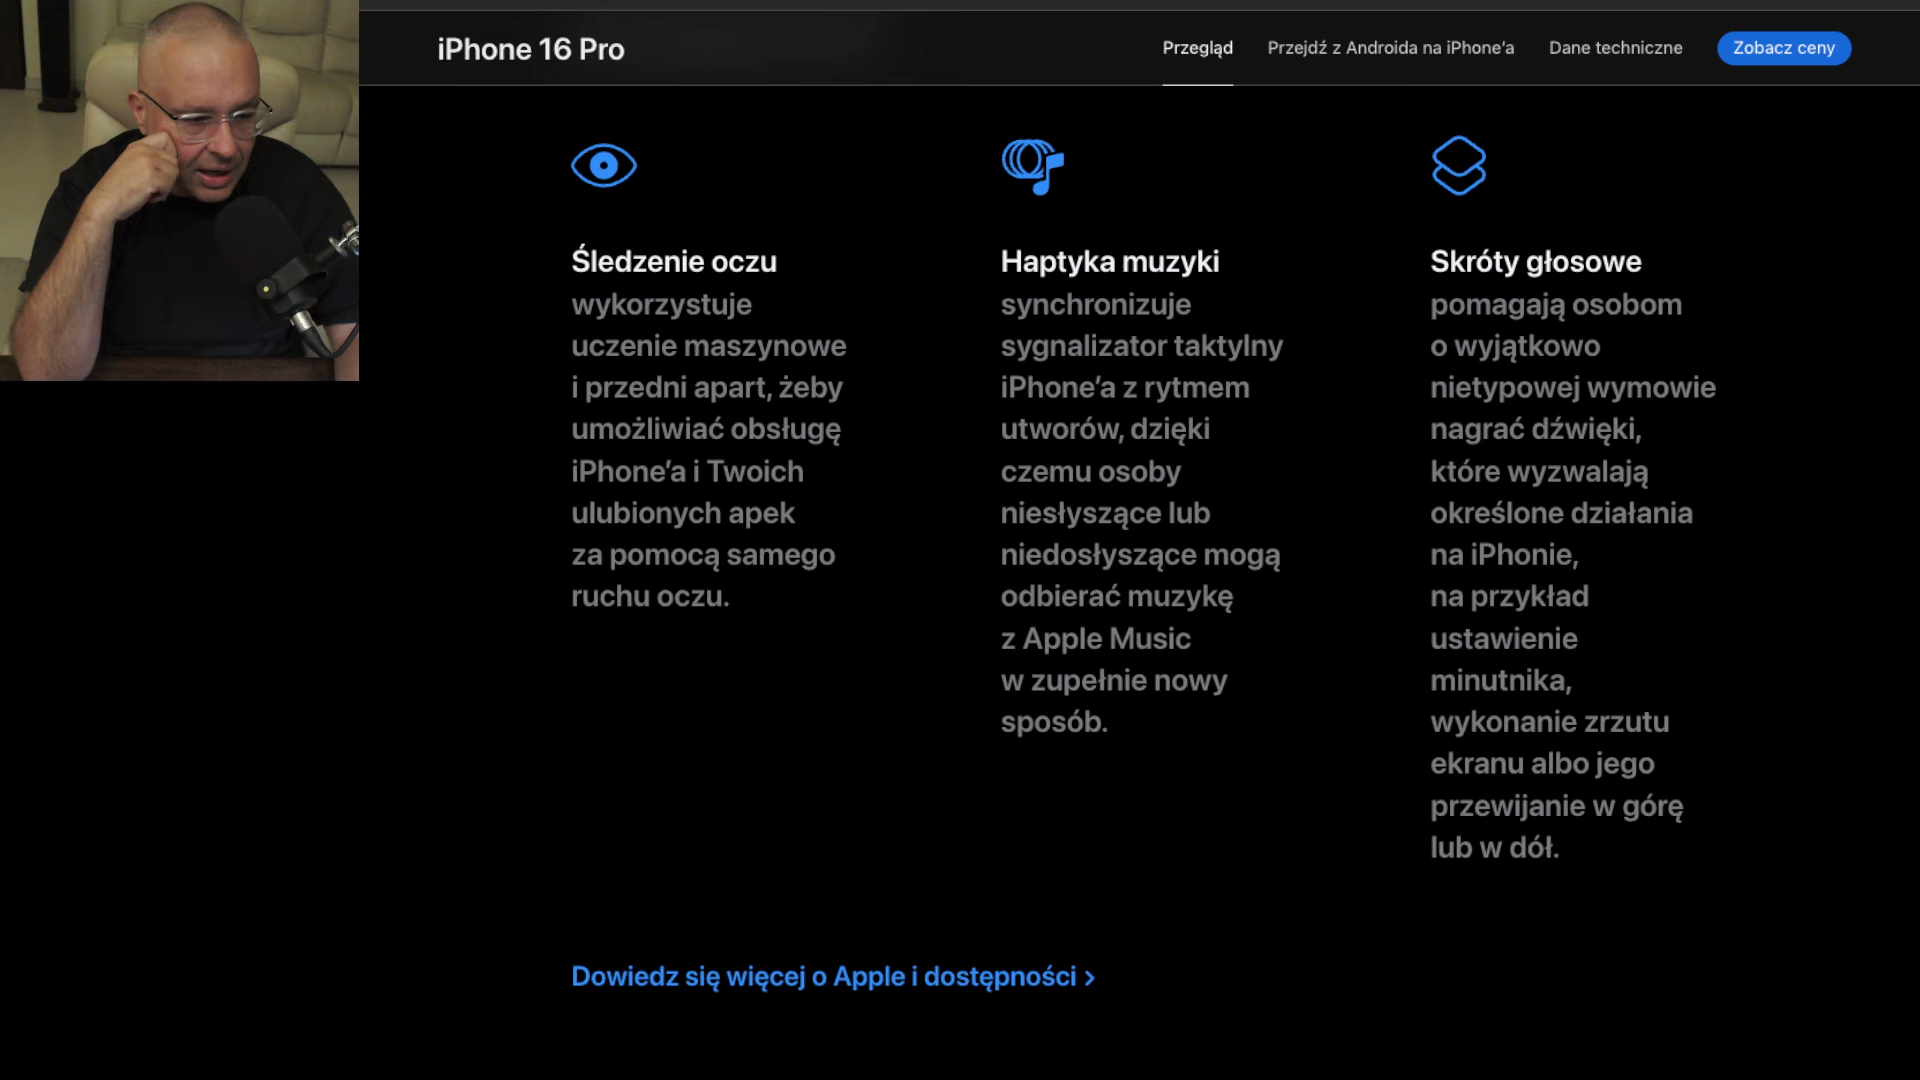 iPhone 16 Pro
Przegląd
Przejdź z Androida na iPhone’a
Dane techniczne
Zobacz ceny
Śledzenie oczu
wykorzystuje
uczenie maszynowe
i przedni apart, żeby
umożliwiać obsługę
iPhone’a i Twoich
ulubionych apek
za pomocą samego
ruchu oczu.
Haptyka muzyki
synchronizuje
sygnalizator taktylny
iPhone’a z rytmem
utworów, dzięki
czemu osoby
niesłyszące lub
niedosłyszące mogą
odbierać muzykę
z Apple Music
w zupełnie nowy
sposób.
Skróty głosowe
pomagają osobom
o wyjątkowo
nietypowej wymowie
nagrać dźwięki,
które wyzwalają
określone działania
na iPhonie,
na przykład
ustawienie
minutnika,
wykonanie zrzutu
ekranu albo jego
przewijanie w górę
lub w dół.
Dowiedz się więcej o Apple i dostępności >